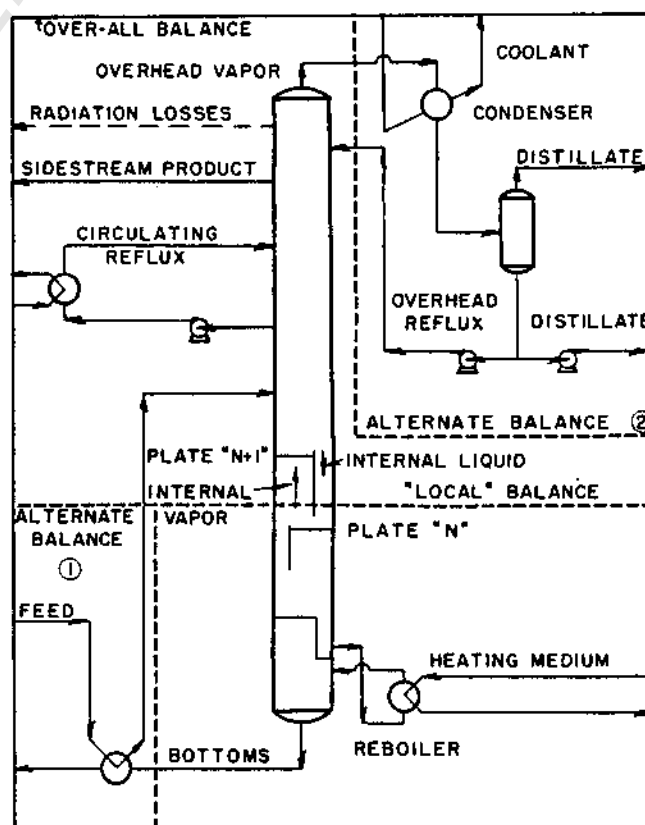 OVER-ALL BALANCE
OVERHEAD VAPOR
COOLANT
CONDENSER
RADIATION LOSSES
DISTILLATE
SIDESTREAM PRODUCT
CIRCULATING
REFLUX
OVERHEAD
REFLUX
DISTILLATE
ALTERNATE BALANCE ②
PLATE "N+1"
INTERNAL LIQUID
INTERNAL
VAPOR
"LOCAL" BALANCE
ALTERNATE
BALANCE
①
PLATE "N"
FEED
HEATING MEDIUM
REBOILER
BOTTOMS